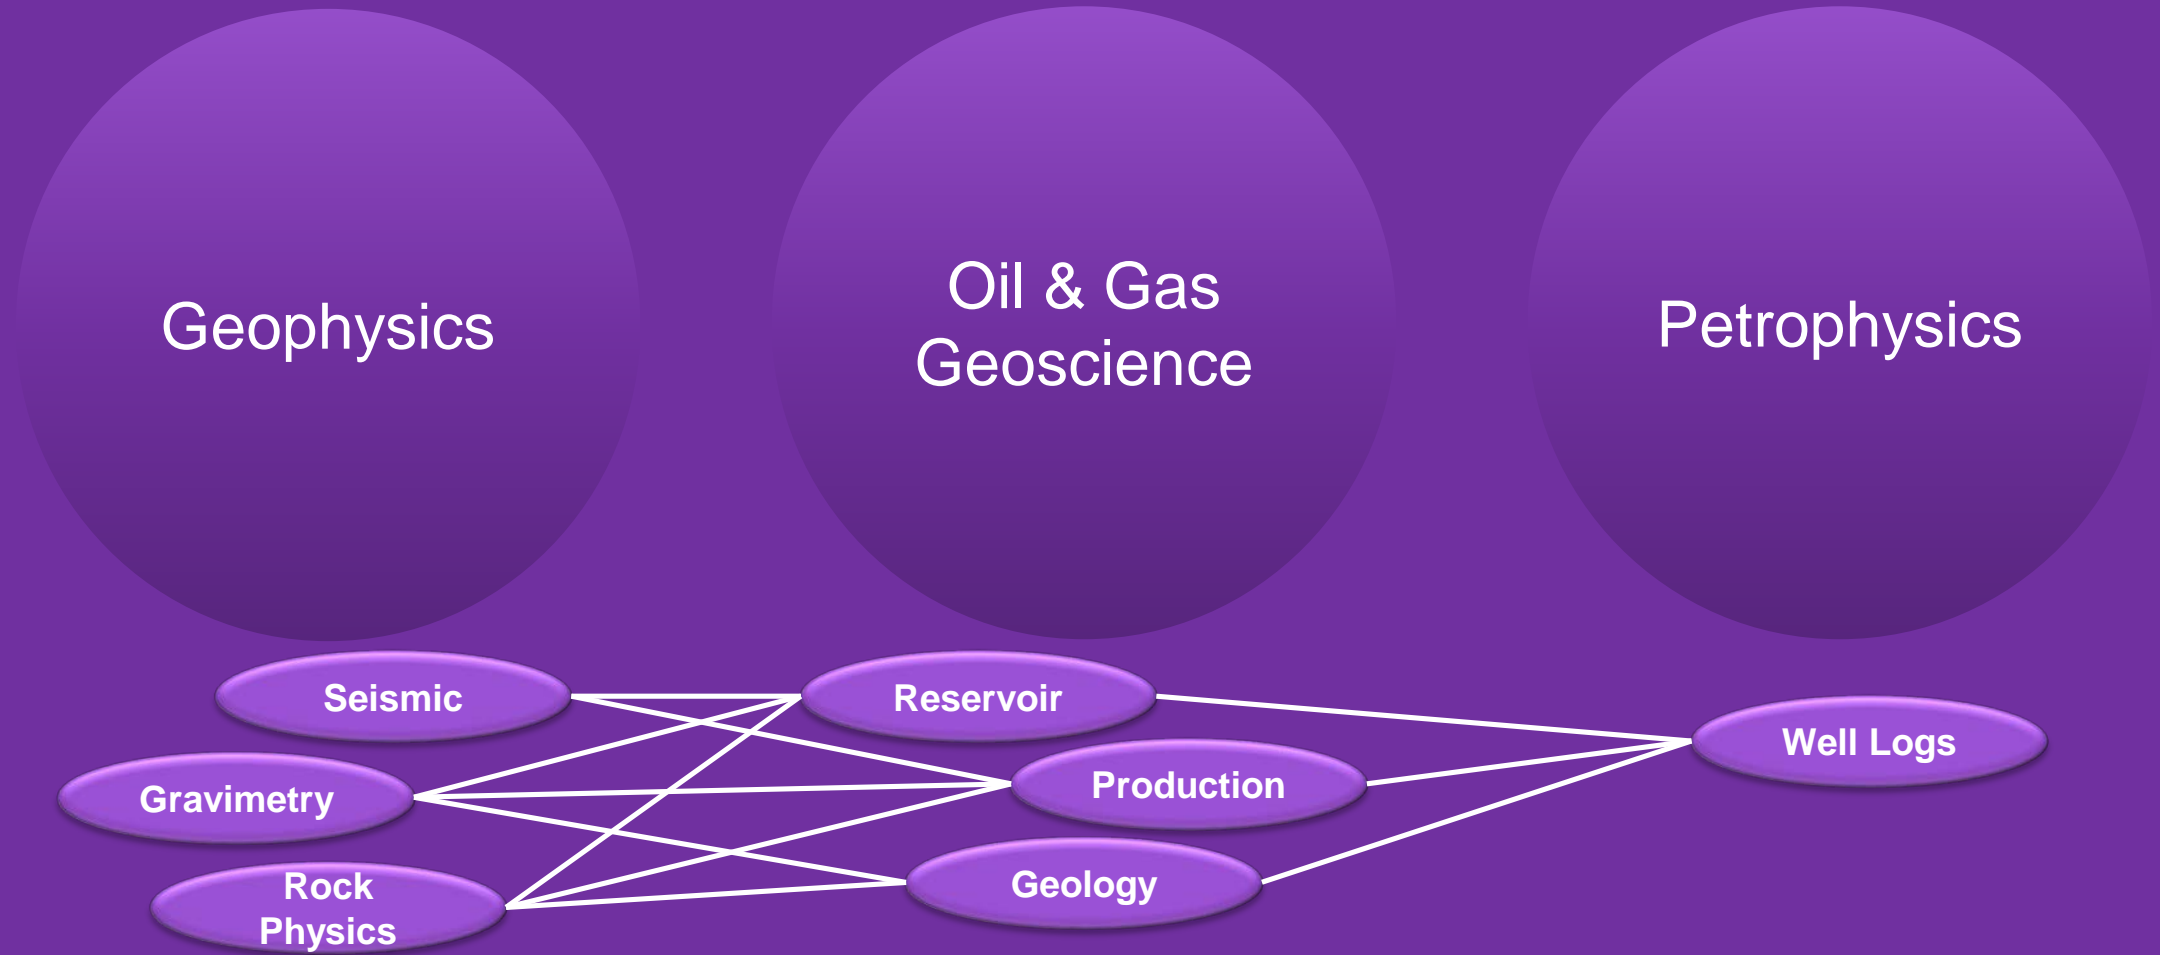 Geophysics
Oil & Gas
Geoscience
Petrophysics
Seismic
Reservoir
Well Logs
Gravimetry
Production
Rock
Physics
Geology